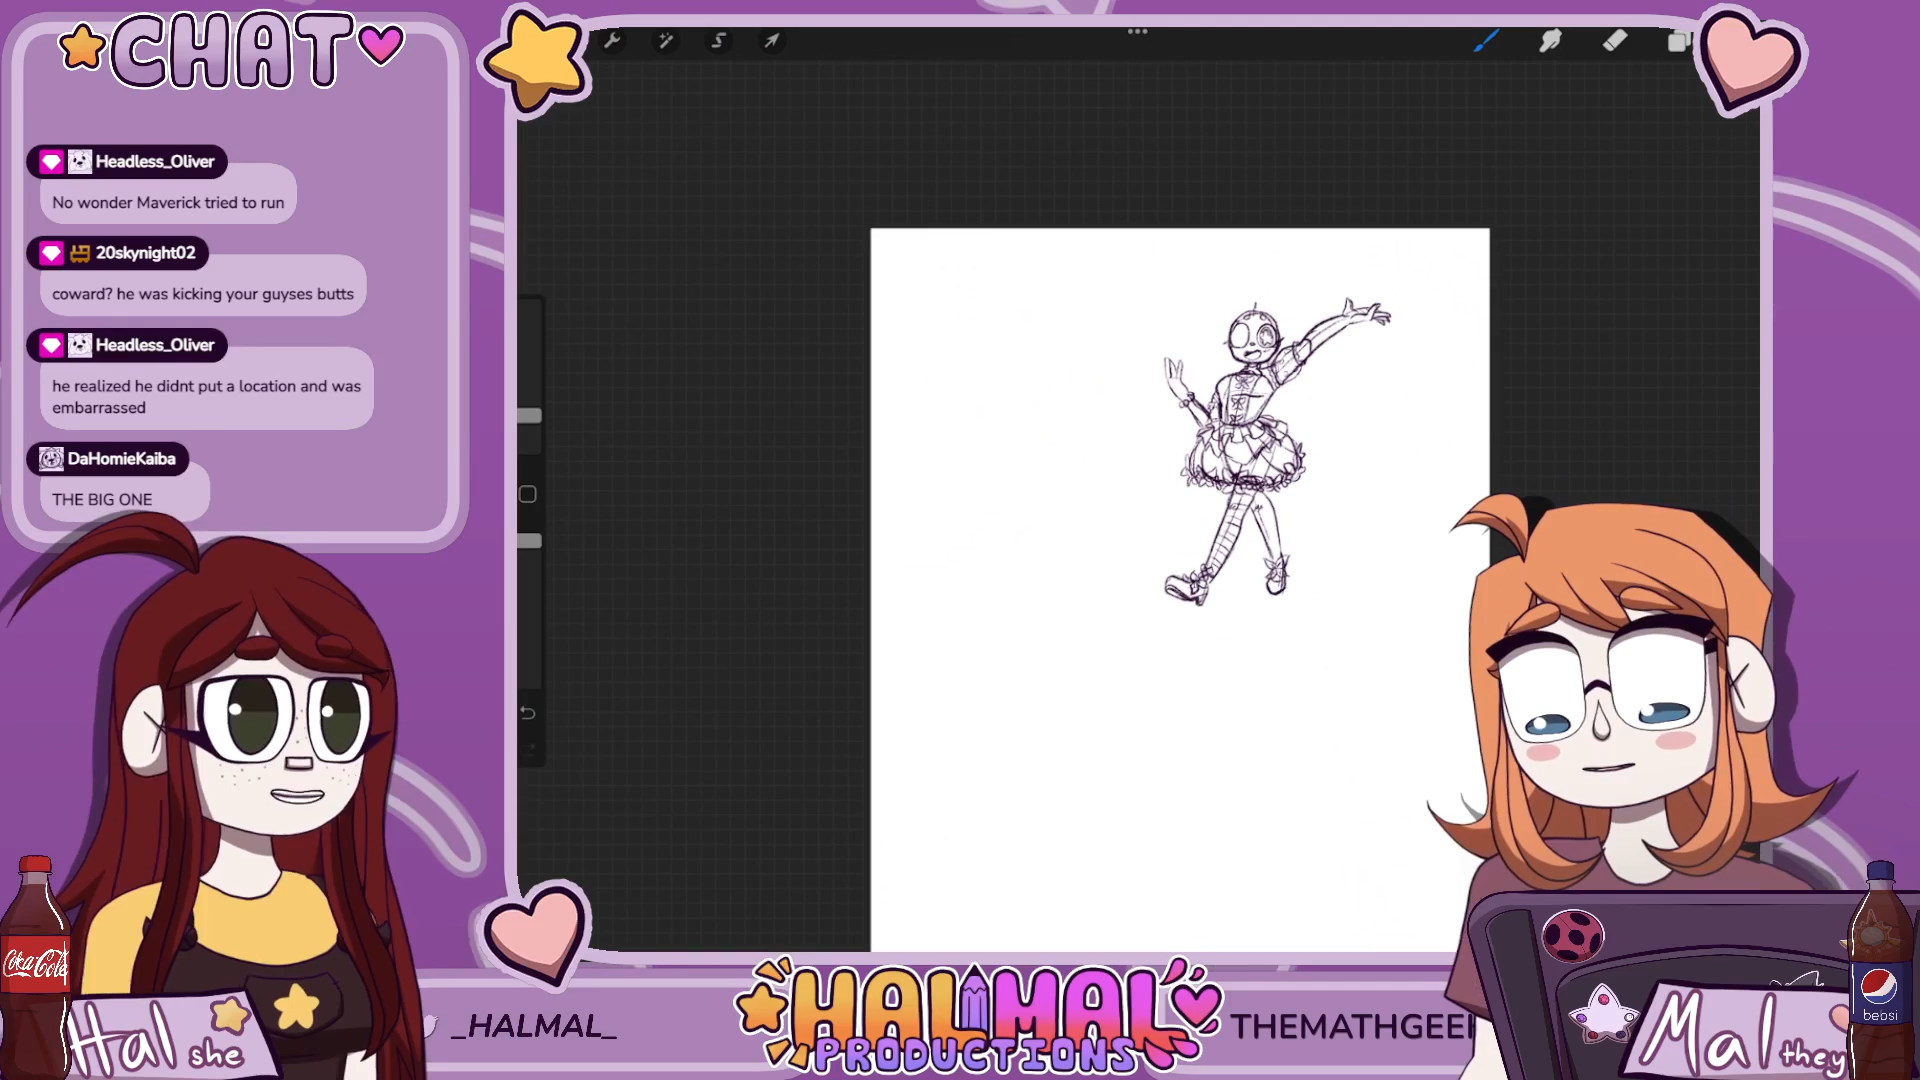 CHAT
Headless_Oliver
No wonder Maverick tried to run
20skynight02
coward? he was kicking your guyses butts
Headless_Oliver
he realized he didnt put a location and was
embarrassed
DaHomieKaiba
THE BIG ONE
Coka Cola
bepsi
Hal she
_HALMAL_
HALMAL
PRODUCTIONS
THEMATHGEE
Mal they